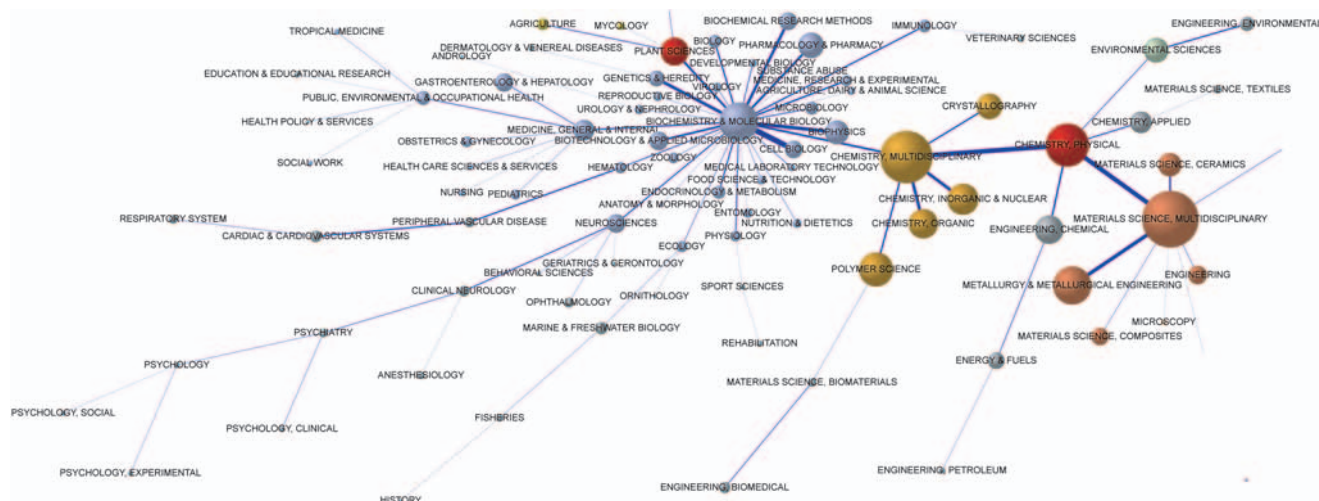 AGRICULTURE
MYCOLOGY
BIOCHEMICAL RESEARCH METHODS
IMMUNOLOGY
ENGINEERING, ENVIRONMENTAL
TROPICAL MEDICINE
BIOLOGY
VETERINARY SCIENCES
DERMATOLOGY & VENEREAL DISEASES
PLANT SCIENCES
PHARMACOLOGY & PHARMACY
ENVIRONMENTAL SCIENCES
ANDROLOGY
DEVELOPMENTAL BIOLOGY
SUBSTANCE ABUSE
EDUCATION & EDUCATIONAL RESEARCH
GASTROENTEROLOGY & HEPATOLOGY
GENETICS & HEREDITY
MEDICINE, RESEARCH & EXPERIMENTAL
VIROLOGY
AGRICULTURE, DAIRY & ANIMAL SCIENCE
MATERIALS SCIENCE, TEXTILES
PUBLIC, ENVIRONMENTAL & OCCUPATIONAL HEALTH
REPRODUCTIVE BIOLOGY
CRYSTALLOGRAPHY
UROLOGY & NEPHROLOGY
MICROBIOLOGY
HEALTH POLICY & SERVICES
BIOCHEMISTRY & MOLECULAR BIOLOGY
CHEMISTRY, APPLIED
MEDICINE, GENERAL & INTERNAL
BIOPHYSICS
OBSTETRICS & GYNECOLOGY
BIOTECHNOLOGY & APPLIED MICROBIOLOGY
CHEMISTRY, PHYSICAL
CELL BIOLOGY
ZOOLOGY
CHEMISTRY, MULTIDISCIPLINARY
SOCIAL WORK
HEALTH CARE SCIENCES & SERVICES
HEMATOLOGY
MEDICAL LABORATORY TECHNOLOGY
MATERIALS SCIENCE, CERAMICS
FOOD SCIENCE & TECHNOLOGY
NURSING
PEDIATRICS
ENDOCRINOLOGY & METABOLISM
CHEMISTRY, INORGANIC & NUCLEAR
ANATOMY & MORPHOLOGY
RESPIRATORY SYSTEM
PERIPHERAL VASCULAR DISEASE
NEUROSCIENCES
ENTOMOLOGY
NUTRITION & DIETETICS
CHEMISTRY, ORGANIC
MATERIALS SCIENCE, MULTIDISCIPLINARY
CARDIAC & CARDIOVASCULAR SYSTEMS
PHYSIOLOGY
ENGINEERING, CHEMICAL
ECOLOGY
GERIATRICS & GERONTOLOGY
POLYMER SCIENCE
BEHAVIORAL SCIENCES
ENGINEERING
METALLURGY & METALLURGICAL ENGINEERING
CLINICAL NEUROLOGY
SPORT SCIENCES
ORNITHOLOGY
OPHTHALMOLOGY
MICROSCOPY
MARINE & FRESHWATER BIOLOGY
PSYCHIATRY
MATERIALS SCIENCE, COMPOSITES
REHABILITATION
ENERGY & FUELS
PSYCHOLOGY
ANESTHESIOLOGY
MATERIALS SCIENCE, BIOMATERIALS
PSYCHOLOGY, SOCIAL
FISHERIES
PSYCHOLOGY, CLINICAL
PSYCHOLOGY, EXPERIMENTAL
ENGINEERING, PETROLEUM
ENGINEERING, BIOMEDICAL
HISTORY